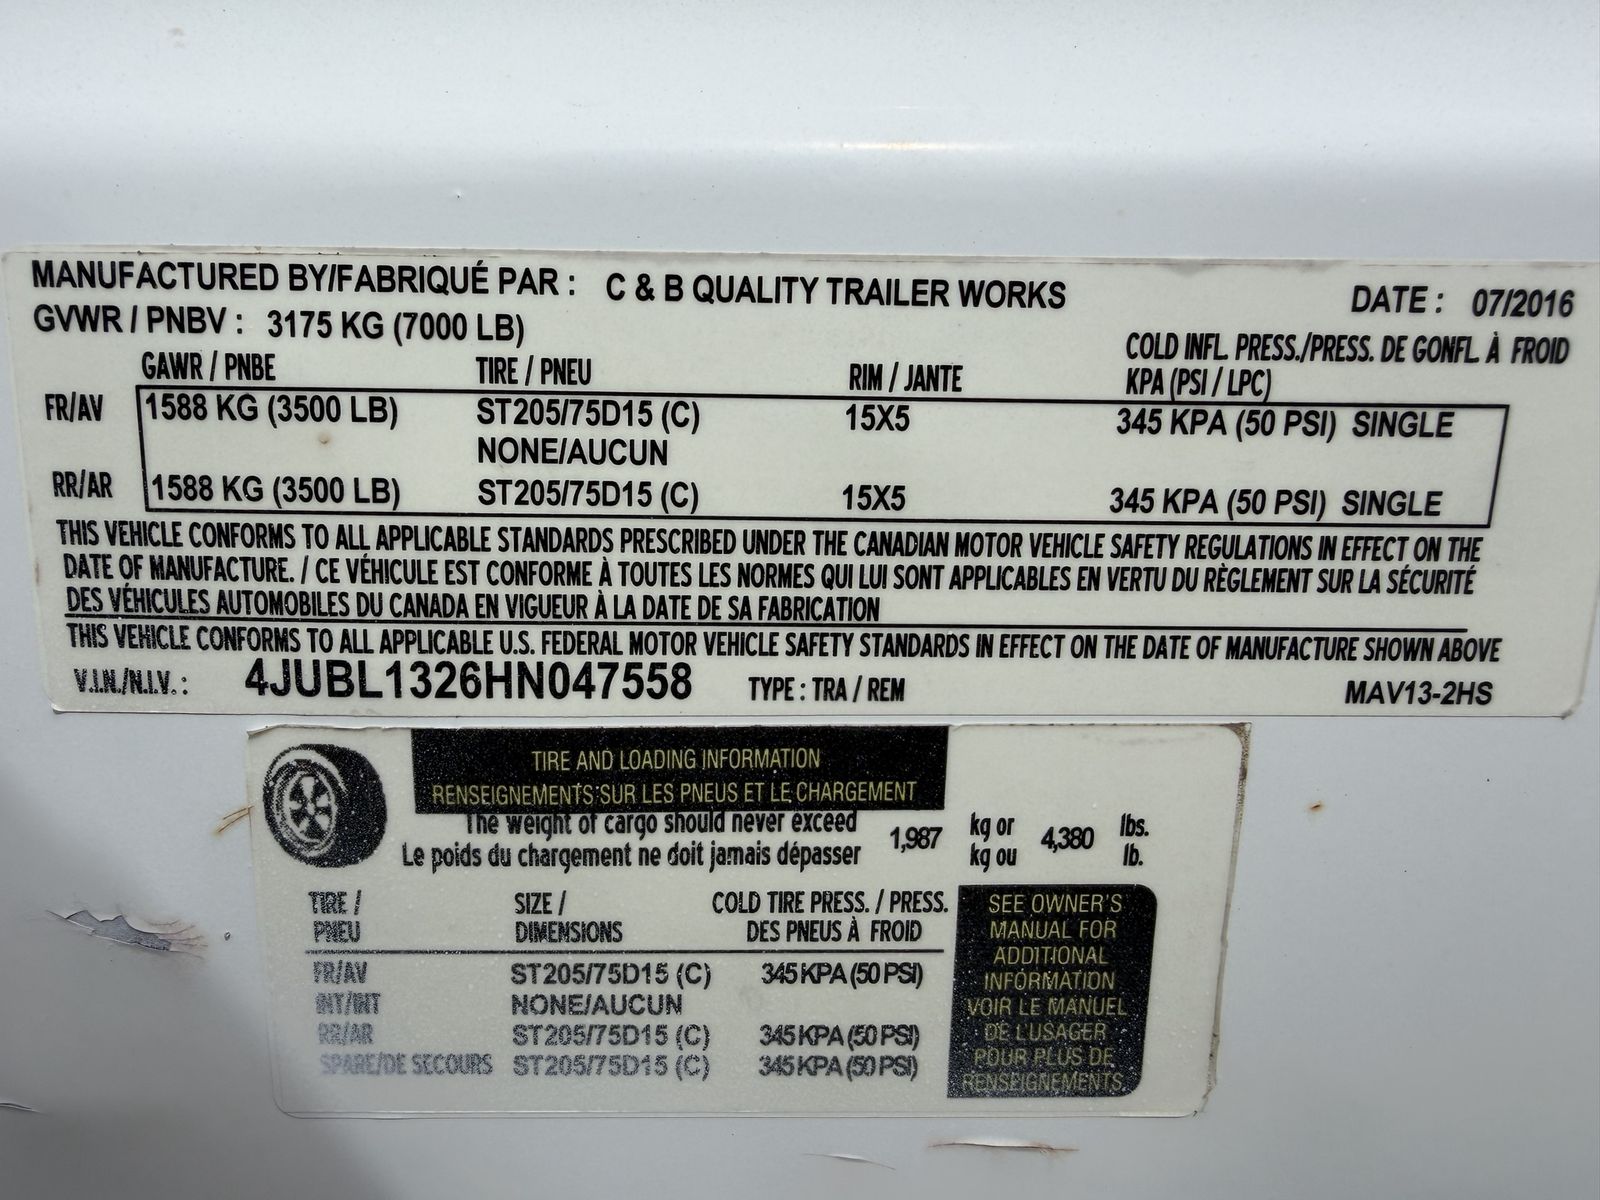 MANUFACTURED BY/FABRIQUÉ PAR : C & B QUALITY TRAILER WORKS DATE : 07/2016
GVWR / PNBV : 3175 KG (7000 LB)
GAWR / PNBE TIRE / PNEU RIM / JANTE COLD INFL. PRESS./PRESS. DE GONFL. À FROID
KPA (PSI / LPC)
FR/AV 1588 KG (3500 LB) ST205/75D15 (C) 15X5 345 KPA (50 PSI) SINGLE
NONE/AUCUN
RR/AR 1588 KG (3500 LB) ST205/75D15 (C) 15X5 345 KPA (50 PSI) SINGLE
THIS VEHICLE CONFORMS TO ALL APPLICABLE STANDARDS PRESCRIBED UNDER THE CANADIAN MOTOR VEHICLE SAFETY REGULATIONS IN EFFECT ON THE
DATE OF MANUFACTURE. / CE VÉHICULE EST CONFORME À TOUTES LES NORMES QUI LUI SONT APPLICABLES EN VERTU DU RÈGLEMENT SUR LA SÉCURITÉ
DES VÉHICULES AUTOMOBILES DU CANADA EN VIGUEUR À LA DATE DE SA FABRICATION
THIS VEHICLE CONFORMS TO ALL APPLICABLE U.S. FEDERAL MOTOR VEHICLE SAFETY STANDARDS IN EFFECT ON THE DATE OF MANUFACTURE SHOWN ABOVE
V.I.N./N.I.V. : 4JUBL1326HN047558 TYPE : TRA / REM MAV13-2HS
TIRE AND LOADING INFORMATION
RENSEIGNEMENTS SUR LES PNEUS ET LE CHARGEMENT
The weight of cargo should never exceed 1,987 kg or 4,380 lbs.
Le poids du chargement ne doit jamais dépasser kg ou lb.
TIRE / SIZE / COLD TIRE PRESS. / PRESS.
PNEU DIMENSIONS DES PNEUS À FROID
FR/AV ST205/75D15 (C) 345 KPA (50 PSI)
INT/INT NONE/AUCUN
RR/AR ST205/75D15 (C) 345 KPA (50 PSI)
SPARE/DE SECOURS ST205/75D15 (C) 345 KPA (50 PSI)
SEE OWNER'S
MANUAL FOR
ADDITIONAL
INFORMATION
VOIR LE MANUEL
DE L'USAGER
POUR PLUS DE
RENSEIGNEMENTS